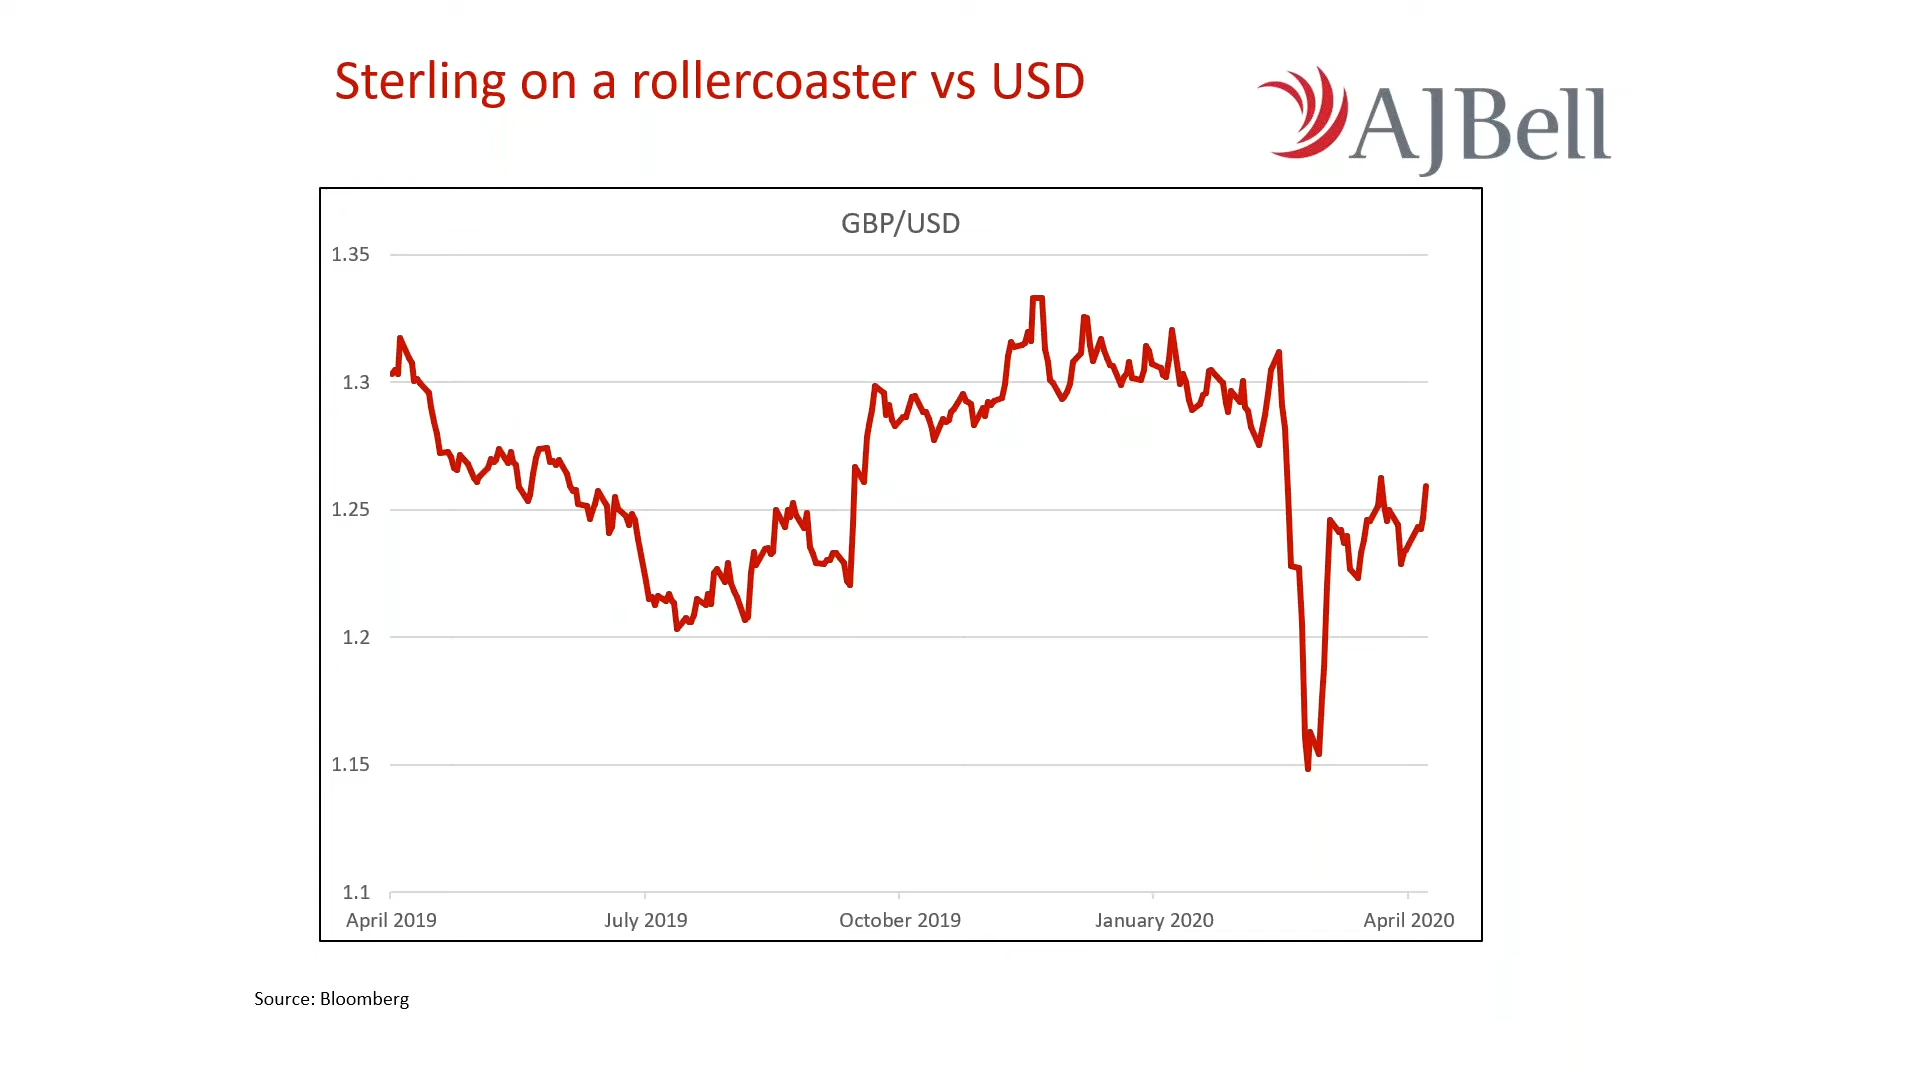 Sterling on a rollercoaster vs USD
AJBell
GBP/USD
1.35
1.3
1.25
1.2
1.15
1.1
April 2019
July 2019
October 2019
January 2020
April 2020
Source: Bloomberg